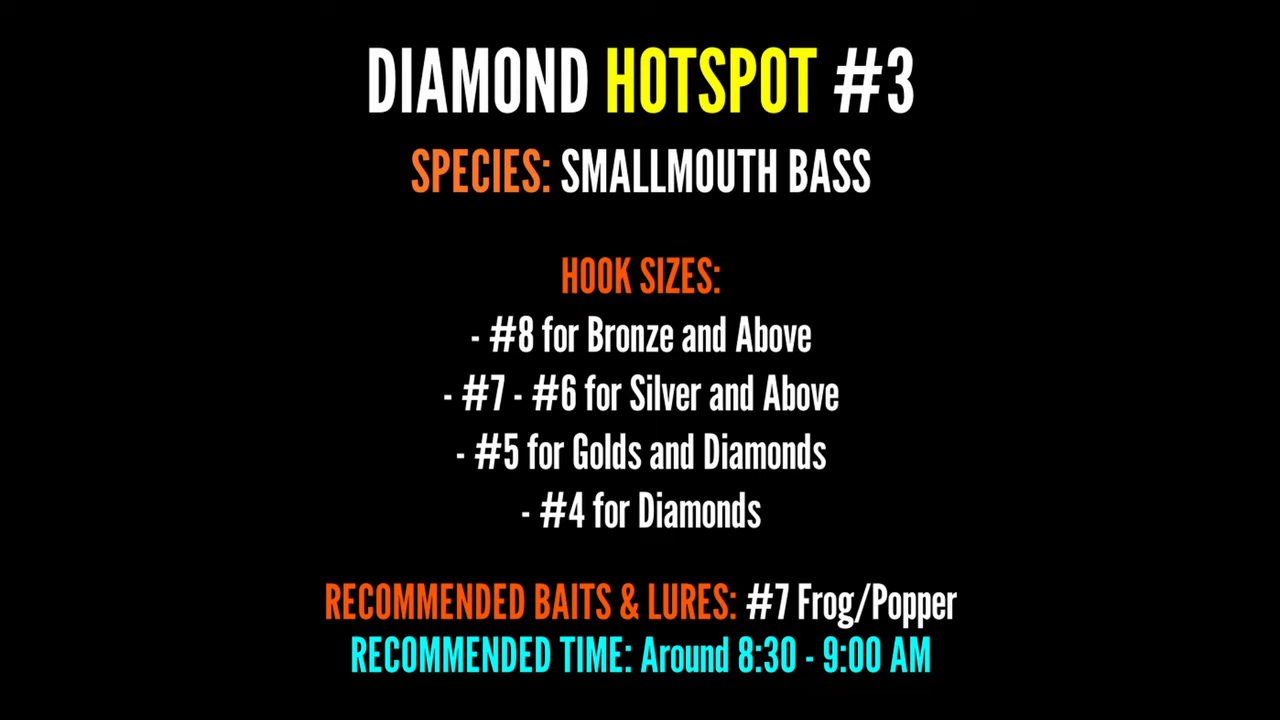 DIAMOND HOTSPOT #3
SPECIES: SMALLMOUTH BASS
HOOK SIZES:
- #8 for Bronze and Above
- #7 - #6 for Silver and Above
- #5 for Golds and Diamonds
- #4 for Diamonds
RECOMMENDED BAITS & LURES: #7 Frog/Popper
RECOMMENDED TIME: Around 8:30 - 9:00 AM